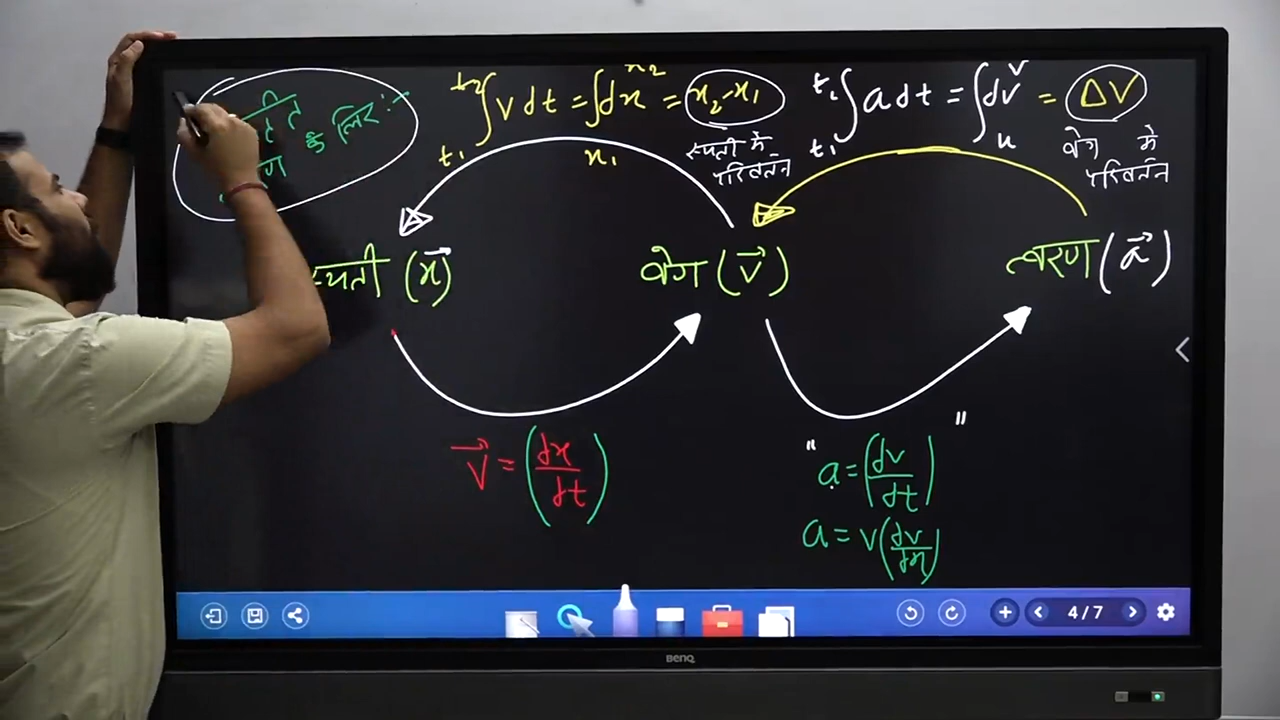 के लिए :-
∫ v dt = ∫ dx = x₂-x₁
t₂
t₁
x₂
x₁
स्थती मे
परिवर्तन
∫ a dt = ∫ dv = ΔV
t₁
v
u
वेग मे
परिवर्तन
(x⃗)
वेग (v⃗)
त्वरण (a⃗)
v⃗ = (dx/dt)
" a = (dv/dt) "
a = v(dv/dx)
4/7
BenQ